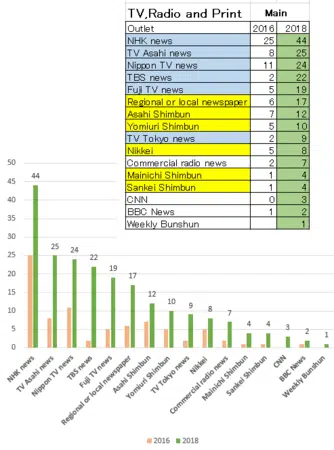 TV,Radio and Print Main
Outlet 2016 2018
NHK news 25 44
TV Asahi news 8 25
Nippon TV news 11 24
TBS news 2 22
Fuji TV news 5 19
Regional or local newspaper 6 17
Asahi Shimbun 7 12
Yomiuri Shimbun 5 10
TV Tokyo news 2 9
Nikkei 5 8
Commercial radio news 2 7
Mainichi Shimbun 1 4
Sankei Shimbun 1 4
CNN 0 3
BBC News 1 2
Weekly Bunshun 1
50
45
40
35
30
25
20
15
10
5
0
44
25
24
22
19
17
12
10
9
8
7
4
4
3
2
1
NHK news
TV Asahi news
Nippon TV news
TBS news
Fuji TV news
Regional or local newspaper
Asahi Shimbun
Yomiuri Shimbun
TV Tokyo news
Nikkei
Commercial radio news
Mainichi Shimbun
Sankei Shimbun
CNN
BBC News
Weekly Bunshun
2016 2018